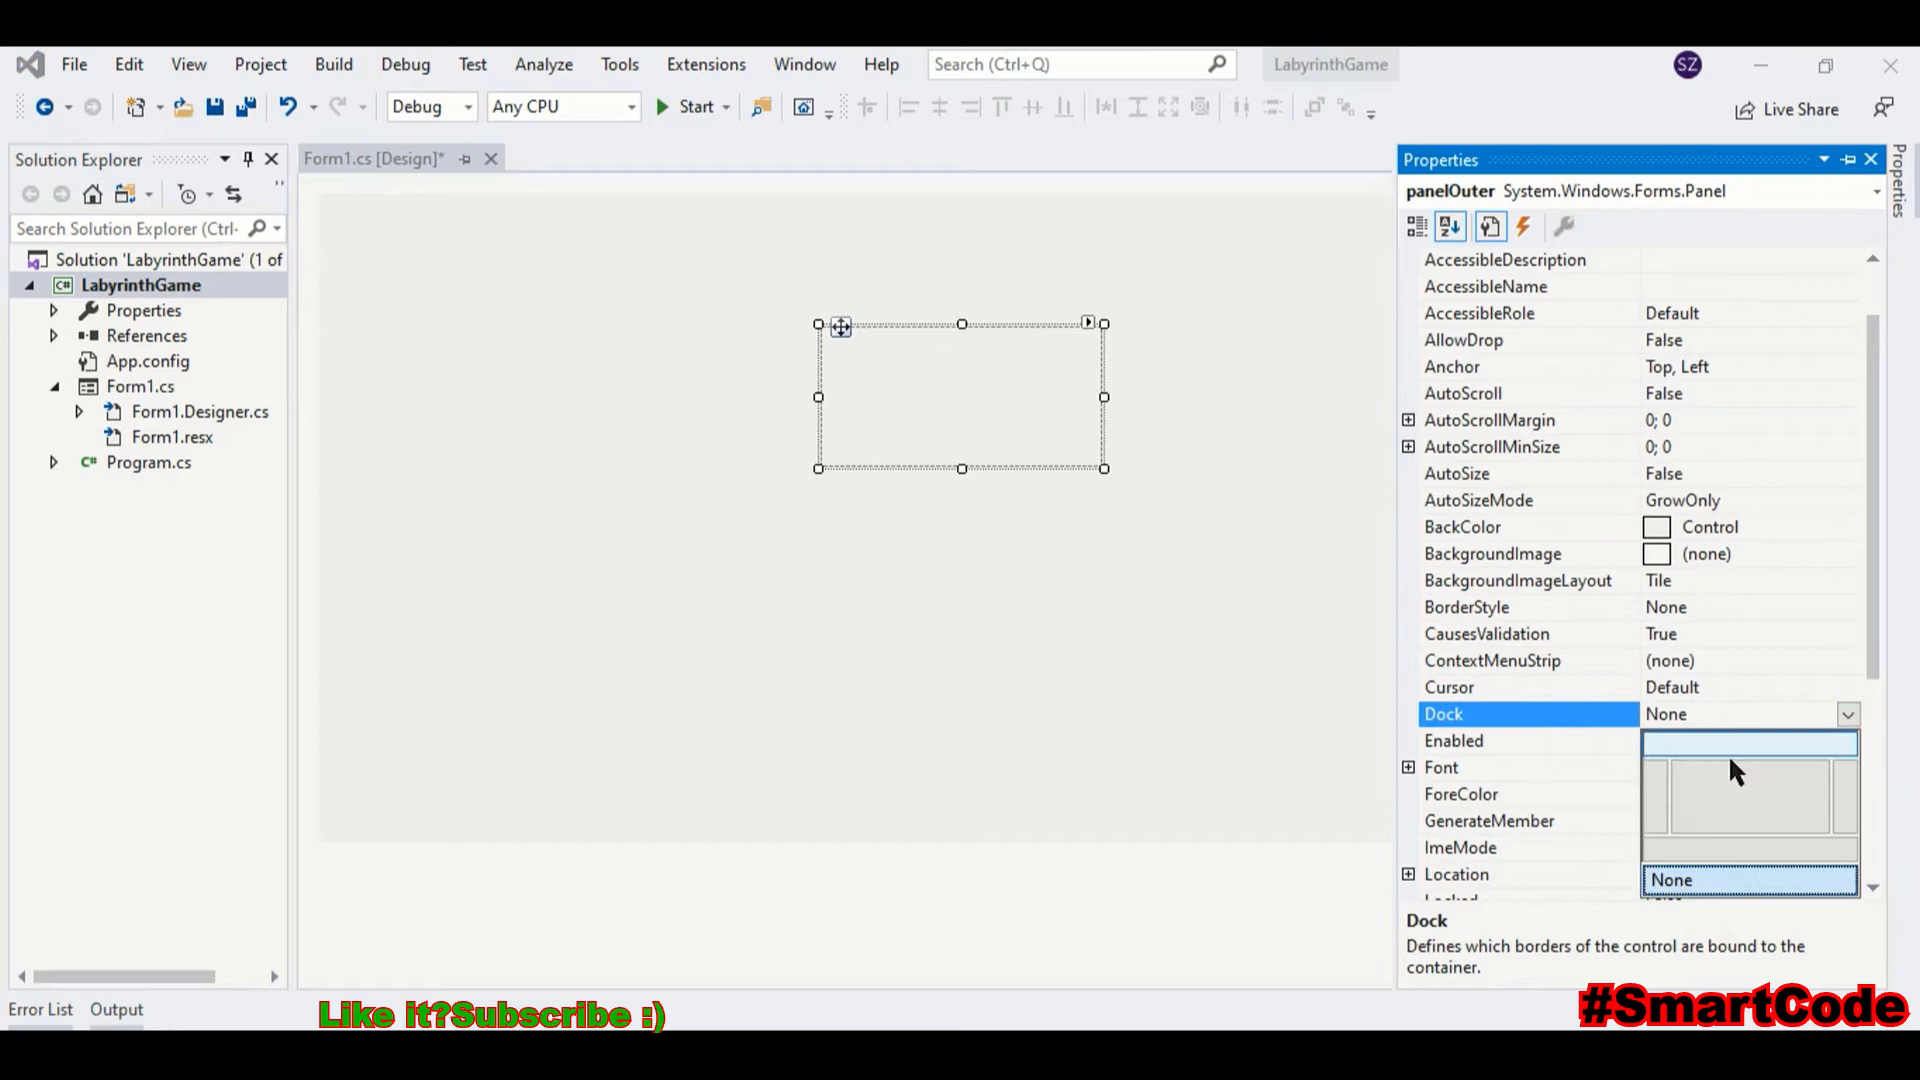 File Edit View Project Build Debug Test Analyze Tools Extensions Window Help Search (Ctrl+Q) LabyrinthGame SZ
Debug Any CPU Start Live Share
Solution Explorer
Search Solution Explorer (Ctrl-
Solution 'LabyrinthGame' (1 of
C# LabyrinthGame
Properties
References
App.config
Form1.cs
Form1.Designer.cs
Form1.resx
C# Program.cs
Form1.cs [Design]*
Properties
Properties
panelOuter System.Windows.Forms.Panel
AccessibleDescription
AccessibleName
AccessibleRole Default
AllowDrop False
Anchor Top, Left
AutoScroll False
AutoScrollMargin 0; 0
AutoScrollMinSize 0; 0
AutoSize False
AutoSizeMode GrowOnly
BackColor Control
BackgroundImage (none)
BackgroundImageLayout Tile
BorderStyle None
CausesValidation True
ContextMenuStrip (none)
Cursor Default
Dock None
Enabled
Font
ForeColor
GenerateMember
ImeMode
Location
None
Dock
Defines which borders of the control are bound to the
container.
Error List Output
Like it?Subscribe :)
#SmartCode